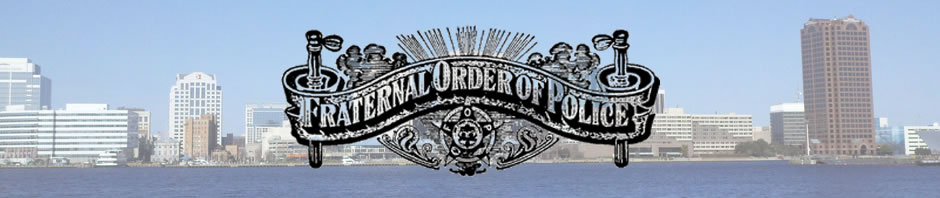 FRATERNAL ORDER OF POLICE